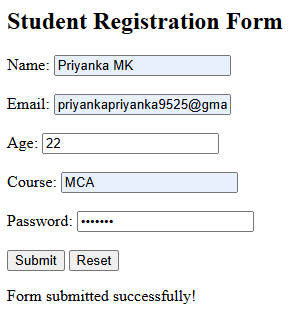 Student Registration Form
Name: Priyanka MK
Email: priyankapriyanka9525@gma
Age: 22
Course: MCA
Password: •••••••
Submit Reset
Form submitted successfully!